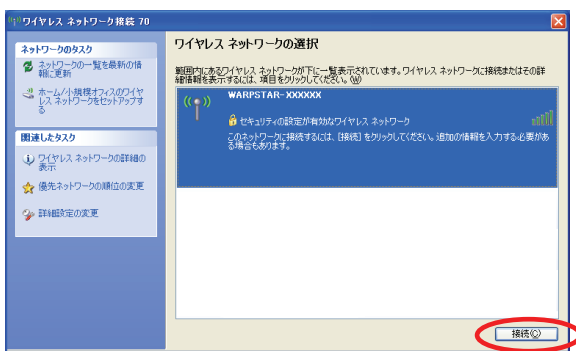 ワイヤレス ネットワーク接続 70
ネットワークのタスク
ネットワークの一覧を最新の情
報に更新
ホーム/小規模オフィスのワイヤ
レス ネットワークをセットアップす
る
関連したタスク
ワイヤレス ネットワークの詳細の
表示
優先ネットワークの順位の変更
詳細設定の変更
ワイヤレス ネットワークの選択
範囲内にあるワイヤレス ネットワークが下に一覧表示されています。ワイヤレス ネットワークに接続またはその詳
細情報を表示するには、項目をクリックしてください。(W)
WARPSTAR-XXXXXX
セキュリティの設定が有効なワイヤレス ネットワーク
このネットワークに接続するには、[接続] をクリックしてください。追加の情報を入力する必要があ
る場合もあります。
接続(C)